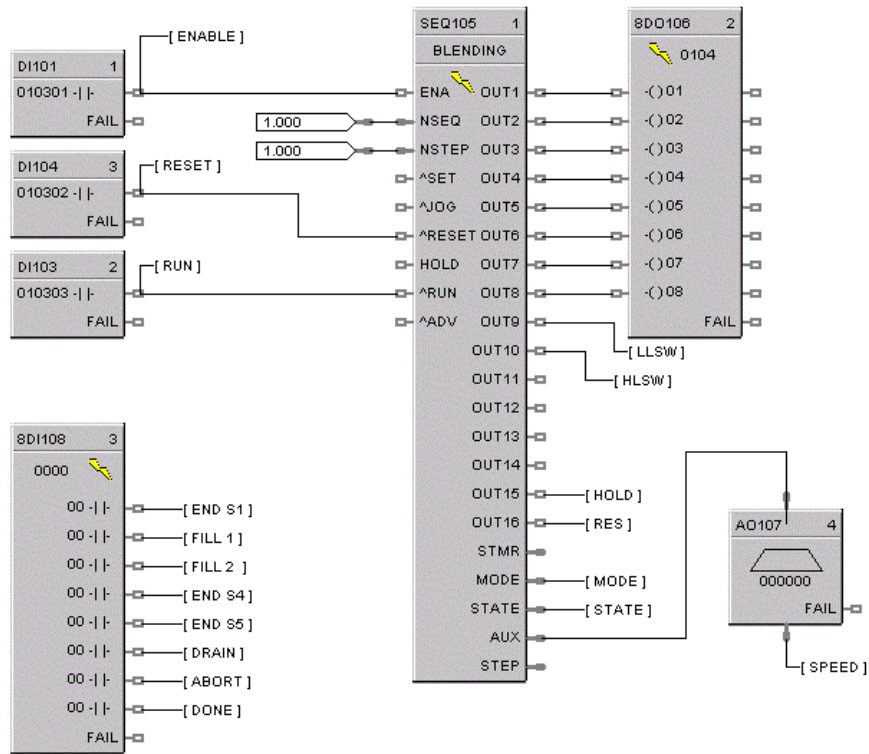 [ ENABLE ]
DI101 1
010301 -| |-
FAIL
DI104 3
[ RESET ]
010302 -| |-
FAIL
DI103 2
[ RUN ]
010303 -| |-
FAIL
1.000
1.000
SEQ105 1
BLENDING
ENA OUT1
NSEQ OUT2
NSTEP OUT3
^SET OUT4
^JOG OUT5
^RESET OUT6
HOLD OUT7
^RUN OUT8
^ADV OUT9
OUT10
OUT11
OUT12
OUT13
OUT14
OUT15
OUT16
STMR
MODE
STATE
AUX
STEP
8DO106 2
0104
-( ) 01
-( ) 02
-( ) 03
-( ) 04
-( ) 05
-( ) 06
-( ) 07
-( ) 08
FAIL
[ LLSW ]
[ HLSW ]
[ HOLD ]
[ RES ]
[ MODE ]
[ STATE ]
8DI108 3
0000
00 -| |- [ END S1 ]
00 -| |- [ FILL 1 ]
00 -| |- [ FILL 2 ]
00 -| |- [ END S4 ]
00 -| |- [ END S5 ]
00 -| |- [ DRAIN ]
00 -| |- [ ABORT ]
00 -| |- [ DONE ]
FAIL
AO107 4
000000
FAIL
[ SPEED ]